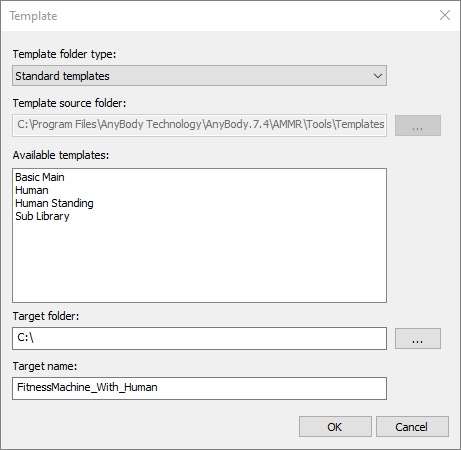 Template
Template folder type:
Standard templates
Template source folder:
C:\Program Files\AnyBody Technology\AnyBody.7.4\AMMR\Tools\Templates
...
Available templates:
Basic Main
Human
Human Standing
Sub Library
Target folder:
C:\
...
Target name:
FitnessMachine_With_Human
OK
Cancel